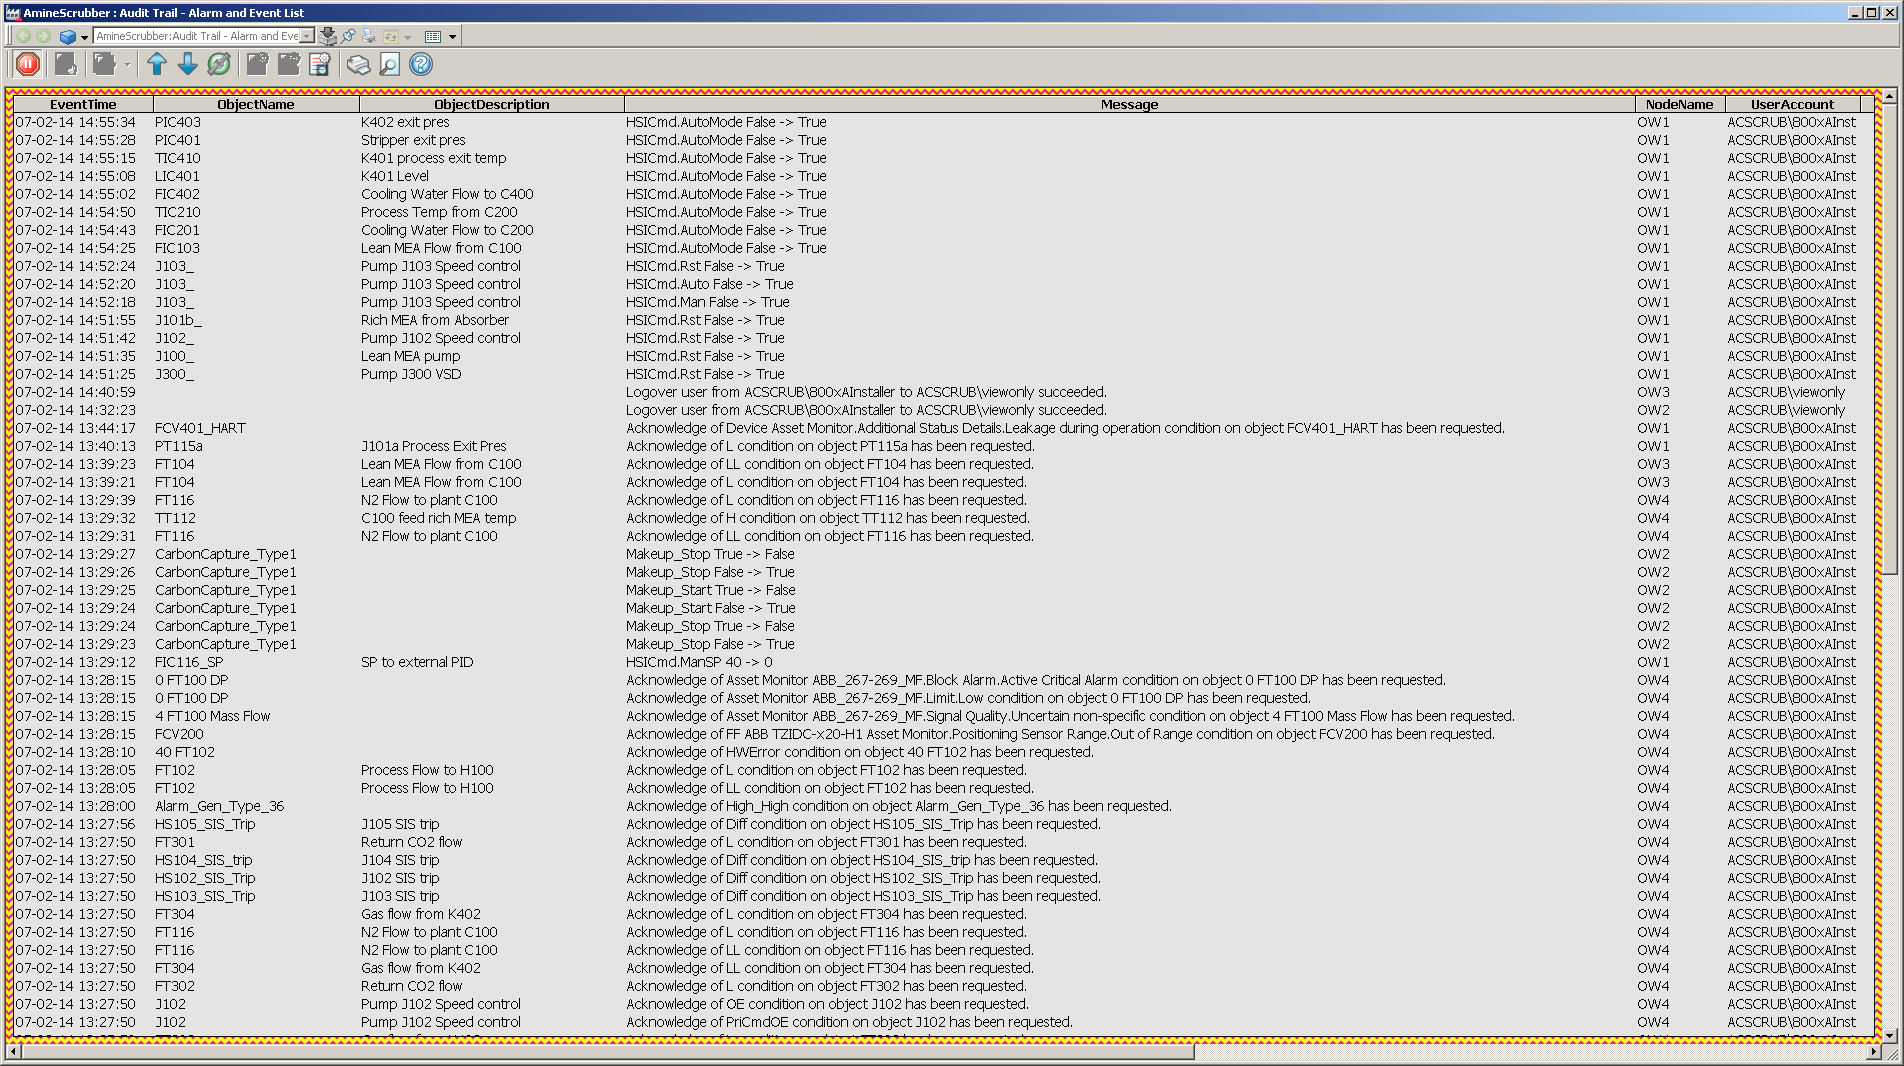 AmineScrubber : Audit Trail - Alarm and Event List
AmineScrubber:Audit Trail - Alarm and Eve
EventTime ObjectName ObjectDescription Message NodeName UserAccount
07-02-14 14:55:34 PIC403 K402 exit pres HSICmd.AutoMode False -> True OW1 ACSCRUB\800xAInst
07-02-14 14:55:28 PIC401 Stripper exit pres HSICmd.AutoMode False -> True OW1 ACSCRUB\800xAInst
07-02-14 14:55:15 TIC410 K401 process exit temp HSICmd.AutoMode False -> True OW1 ACSCRUB\800xAInst
07-02-14 14:55:08 LIC401 K401 Level HSICmd.AutoMode False -> True OW1 ACSCRUB\800xAInst
07-02-14 14:55:02 FIC402 Cooling Water Flow to C400 HSICmd.AutoMode False -> True OW1 ACSCRUB\800xAInst
07-02-14 14:54:50 TIC210 Process Temp from C200 HSICmd.AutoMode False -> True OW1 ACSCRUB\800xAInst
07-02-14 14:54:43 FIC201 Cooling Water Flow to C200 HSICmd.AutoMode False -> True OW1 ACSCRUB\800xAInst
07-02-14 14:54:25 FIC103 Lean MEA Flow from C100 HSICmd.AutoMode False -> True OW1 ACSCRUB\800xAInst
07-02-14 14:52:24 J103_ Pump J103 Speed control HSICmd.Rst False -> True OW1 ACSCRUB\800xAInst
07-02-14 14:52:20 J103_ Pump J103 Speed control HSICmd.Auto False -> True OW1 ACSCRUB\800xAInst
07-02-14 14:52:18 J103_ Pump J103 Speed control HSICmd.Man False -> True OW1 ACSCRUB\800xAInst
07-02-14 14:51:55 J101b_ Rich MEA from Absorber HSICmd.Rst False -> True OW1 ACSCRUB\800xAInst
07-02-14 14:51:42 J102_ Pump J102 Speed control HSICmd.Rst False -> True OW1 ACSCRUB\800xAInst
07-02-14 14:51:35 J100_ Lean MEA pump HSICmd.Rst False -> True OW1 ACSCRUB\800xAInst
07-02-14 14:51:25 J300_ Pump J300 VSD HSICmd.Rst False -> True OW1 ACSCRUB\800xAInst
07-02-14 14:40:59 Logover user from ACSCRUB\800xAInstaller to ACSCRUB\viewonly succeeded. OW3 ACSCRUB\viewonly
07-02-14 14:32:23 Logover user from ACSCRUB\800xAInstaller to ACSCRUB\viewonly succeeded. OW2 ACSCRUB\viewonly
07-02-14 13:44:17 FCV401_HART Acknowledge of Device Asset Monitor.Additional Status Details.Leakage during operation condition on object FCV401_HART has been requested. OW1 ACSCRUB\800xAInst
07-02-14 13:40:13 PT115a J101a Process Exit Pres Acknowledge of L condition on object PT115a has been requested. OW1 ACSCRUB\800xAInst
07-02-14 13:39:23 FT104 Lean MEA Flow from C100 Acknowledge of LL condition on object FT104 has been requested. OW3 ACSCRUB\800xAInst
07-02-14 13:39:21 FT104 Lean MEA Flow from C100 Acknowledge of L condition on object FT104 has been requested. OW3 ACSCRUB\800xAInst
07-02-14 13:29:39 FT116 N2 Flow to plant C100 Acknowledge of L condition on object FT116 has been requested. OW4 ACSCRUB\800xAInst
07-02-14 13:29:32 TT112 C100 feed rich MEA temp Acknowledge of H condition on object TT112 has been requested. OW4 ACSCRUB\800xAInst
07-02-14 13:29:31 FT116 N2 Flow to plant C100 Acknowledge of LL condition on object FT116 has been requested. OW4 ACSCRUB\800xAInst
07-02-14 13:29:27 CarbonCapture_Type1 Makeup_Stop True -> False OW2 ACSCRUB\800xAInst
07-02-14 13:29:26 CarbonCapture_Type1 Makeup_Stop False -> True OW2 ACSCRUB\800xAInst
07-02-14 13:29:25 CarbonCapture_Type1 Makeup_Start True -> False OW2 ACSCRUB\800xAInst
07-02-14 13:29:24 CarbonCapture_Type1 Makeup_Start False -> True OW2 ACSCRUB\800xAInst
07-02-14 13:29:24 CarbonCapture_Type1 Makeup_Stop True -> False OW2 ACSCRUB\800xAInst
07-02-14 13:29:23 CarbonCapture_Type1 Makeup_Stop False -> True OW2 ACSCRUB\800xAInst
07-02-14 13:29:12 FIC116_SP SP to external PID HSICmd.ManSP 40 -> 0 OW1 ACSCRUB\800xAInst
07-02-14 13:28:15 0 FT100 DP Acknowledge of Asset Monitor ABB_267-269_MF.Block Alarm.Active Critical Alarm condition on object 0 FT100 DP has been requested. OW4 ACSCRUB\800xAInst
07-02-14 13:28:15 0 FT100 DP Acknowledge of Asset Monitor ABB_267-269_MF.Limit.Low condition on object 0 FT100 DP has been requested. OW4 ACSCRUB\800xAInst
07-02-14 13:28:15 4 FT100 Mass Flow Acknowledge of Asset Monitor ABB_267-269_MF.Signal Quality.Uncertain non-specific condition on object 4 FT100 Mass Flow has been requested. OW4 ACSCRUB\800xAInst
07-02-14 13:28:15 FCV200 Acknowledge of FF ABB TZIDC-x20-H1 Asset Monitor.Positioning Sensor Range.Out of Range condition on object FCV200 has been requested. OW4 ACSCRUB\800xAInst
07-02-14 13:28:10 40 FT102 Acknowledge of HWError condition on object 40 FT102 has been requested. OW4 ACSCRUB\800xAInst
07-02-14 13:28:05 FT102 Process Flow to H100 Acknowledge of L condition on object FT102 has been requested. OW4 ACSCRUB\800xAInst
07-02-14 13:28:05 FT102 Process Flow to H100 Acknowledge of LL condition on object FT102 has been requested. OW4 ACSCRUB\800xAInst
07-02-14 13:28:00 Alarm_Gen_Type_36 Acknowledge of High_High condition on object Alarm_Gen_Type_36 has been requested. OW4 ACSCRUB\800xAInst
07-02-14 13:27:56 HS105_SIS_Trip J105 SIS trip Acknowledge of Diff condition on object HS105_SIS_Trip has been requested. OW4 ACSCRUB\800xAInst
07-02-14 13:27:50 FT301 Return CO2 flow Acknowledge of L condition on object FT301 has been requested. OW4 ACSCRUB\800xAInst
07-02-14 13:27:50 HS104_SIS_trip J104 SIS trip Acknowledge of Diff condition on object HS104_SIS_trip has been requested. OW4 ACSCRUB\800xAInst
07-02-14 13:27:50 HS102_SIS_Trip J102 SIS trip Acknowledge of Diff condition on object HS102_SIS_Trip has been requested. OW4 ACSCRUB\800xAInst
07-02-14 13:27:50 HS103_SIS_Trip J103 SIS trip Acknowledge of Diff condition on object HS103_SIS_Trip has been requested. OW4 ACSCRUB\800xAInst
07-02-14 13:27:50 FT304 Gas flow from K402 Acknowledge of L condition on object FT304 has been requested. OW4 ACSCRUB\800xAInst
07-02-14 13:27:50 FT116 N2 Flow to plant C100 Acknowledge of L condition on object FT116 has been requested. OW4 ACSCRUB\800xAInst
07-02-14 13:27:50 FT116 N2 Flow to plant C100 Acknowledge of LL condition on object FT116 has been requested. OW4 ACSCRUB\800xAInst
07-02-14 13:27:50 FT304 Gas flow from K402 Acknowledge of LL condition on object FT304 has been requested. OW4 ACSCRUB\800xAInst
07-02-14 13:27:50 FT302 Return CO2 flow Acknowledge of L condition on object FT302 has been requested. OW4 ACSCRUB\800xAInst
07-02-14 13:27:50 J102 Pump J102 Speed control Acknowledge of OE condition on object J102 has been requested. OW4 ACSCRUB\800xAInst
07-02-14 13:27:50 J102 Pump J102 Speed control Acknowledge of PriCmdOE condition on object J102 has been requested. OW4 ACSCRUB\800xAInst